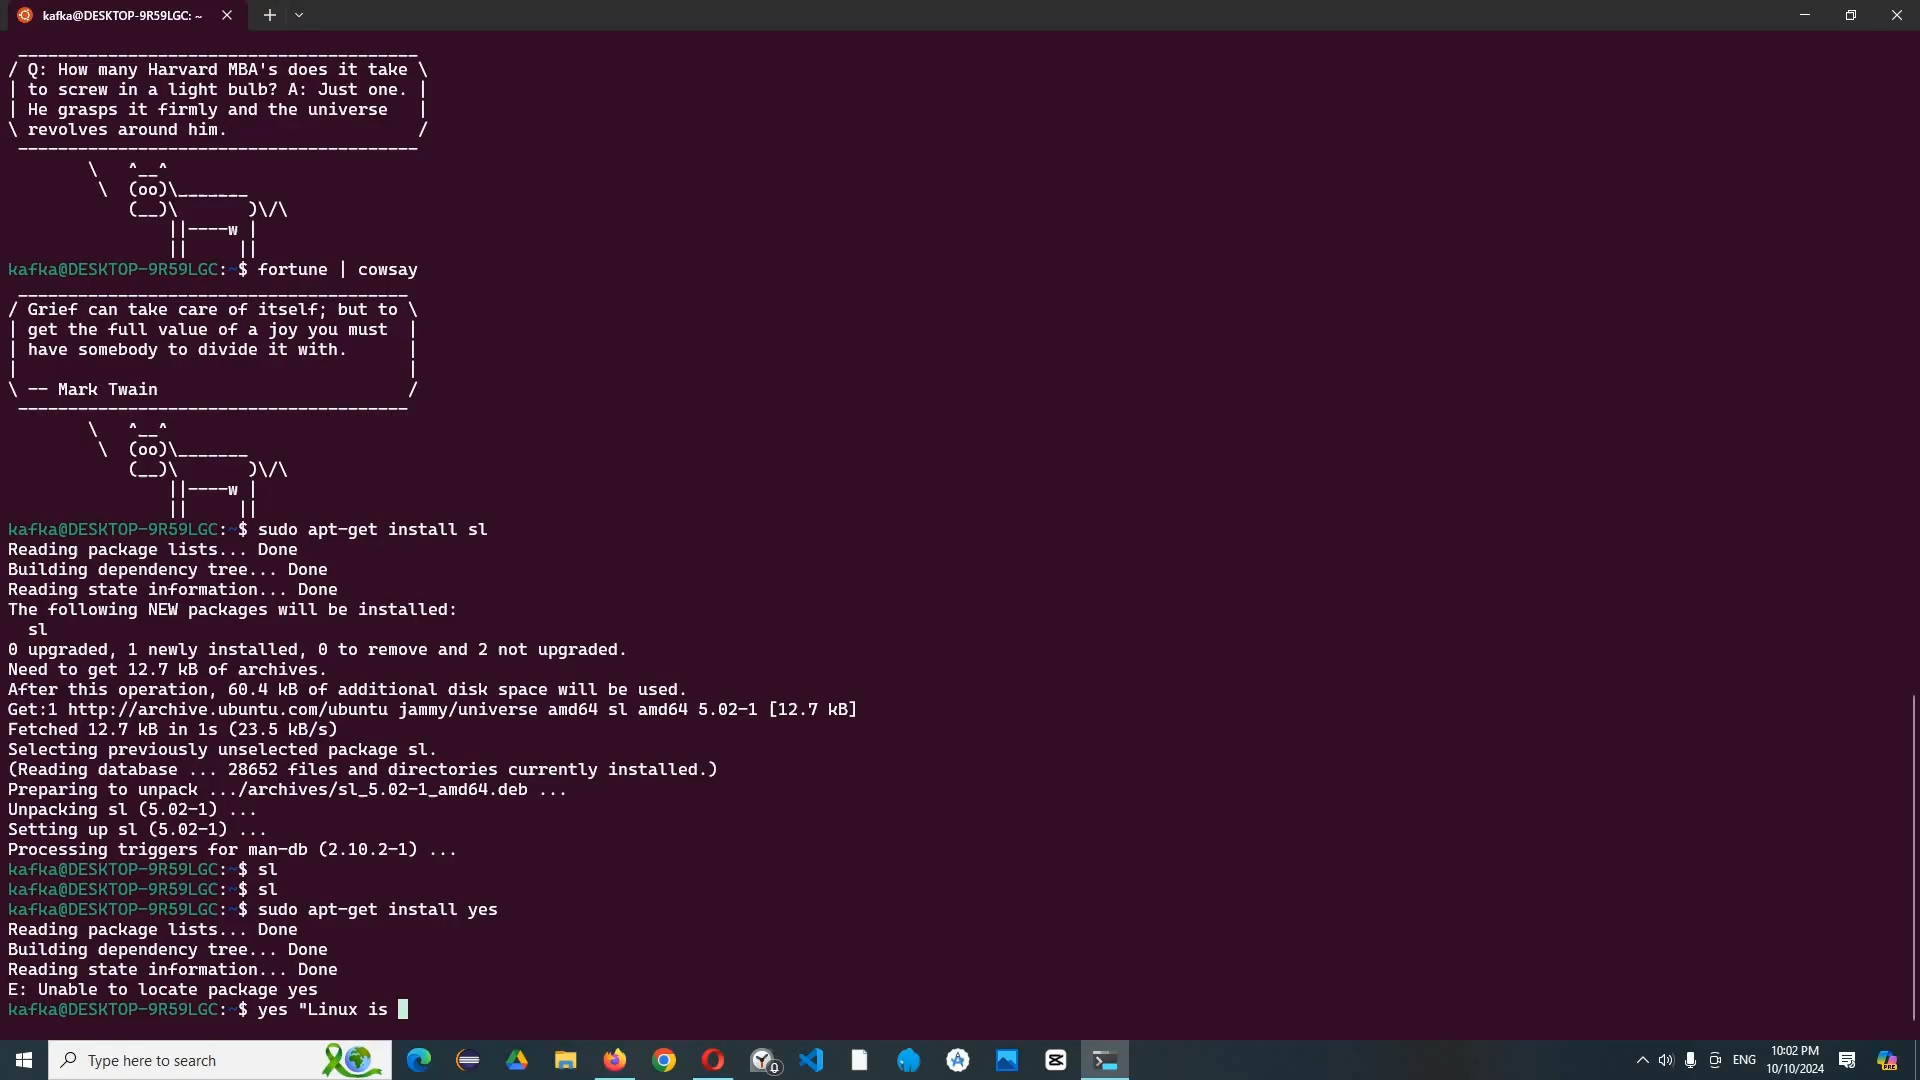 kafka@DESKTOP-9R59LGC: ~
 ________________________________________
/ Q: How many Harvard MBA's does it take \
| to screw in a light bulb? A: Just one. |
| He grasps it firmly and the universe   |
\ revolves around him.                   /
 ----------------------------------------
        \   ^__^
         \  (oo)\_______
            (__)\       )\/\
                ||----w |
                ||     ||
kafka@DESKTOP-9R59LGC:~$ fortune | cowsay
 _______________________________________
/ Grief can take care of itself; but to \
| get the full value of a joy you must  |
| have somebody to divide it with.      |
|                                       |
\ -- Mark Twain                         /
 ---------------------------------------
        \   ^__^
         \  (oo)\_______
            (__)\       )\/\
                ||----w |
                ||     ||
kafka@DESKTOP-9R59LGC:~$ sudo apt-get install sl
Reading package lists... Done
Building dependency tree... Done
Reading state information... Done
The following NEW packages will be installed:
  sl
0 upgraded, 1 newly installed, 0 to remove and 2 not upgraded.
Need to get 12.7 kB of archives.
After this operation, 60.4 kB of additional disk space will be used.
Get:1 http://archive.ubuntu.com/ubuntu jammy/universe amd64 sl amd64 5.02-1 [12.7 kB]
Fetched 12.7 kB in 1s (23.5 kB/s)
Selecting previously unselected package sl.
(Reading database ... 28652 files and directories currently installed.)
Preparing to unpack .../archives/sl_5.02-1_amd64.deb ...
Unpacking sl (5.02-1) ...
Setting up sl (5.02-1) ...
Processing triggers for man-db (2.10.2-1) ...
kafka@DESKTOP-9R59LGC:~$ sl
kafka@DESKTOP-9R59LGC:~$ sl
kafka@DESKTOP-9R59LGC:~$ sudo apt-get install yes
Reading package lists... Done
Building dependency tree... Done
Reading state information... Done
E: Unable to locate package yes
kafka@DESKTOP-9R59LGC:~$ yes "Linux is
Type here to search
ENG
10:02 PM
10/10/2024
PRE